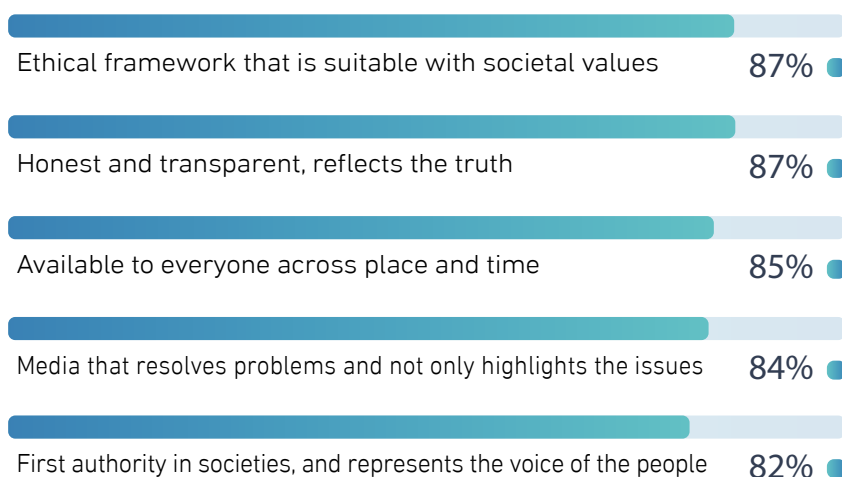 Ethical framework that is suitable with societal values 87%
Honest and transparent, reflects the truth 87%
Available to everyone across place and time 85%
Media that resolves problems and not only highlights the issues 84%
First authority in societies, and represents the voice of the people 82%